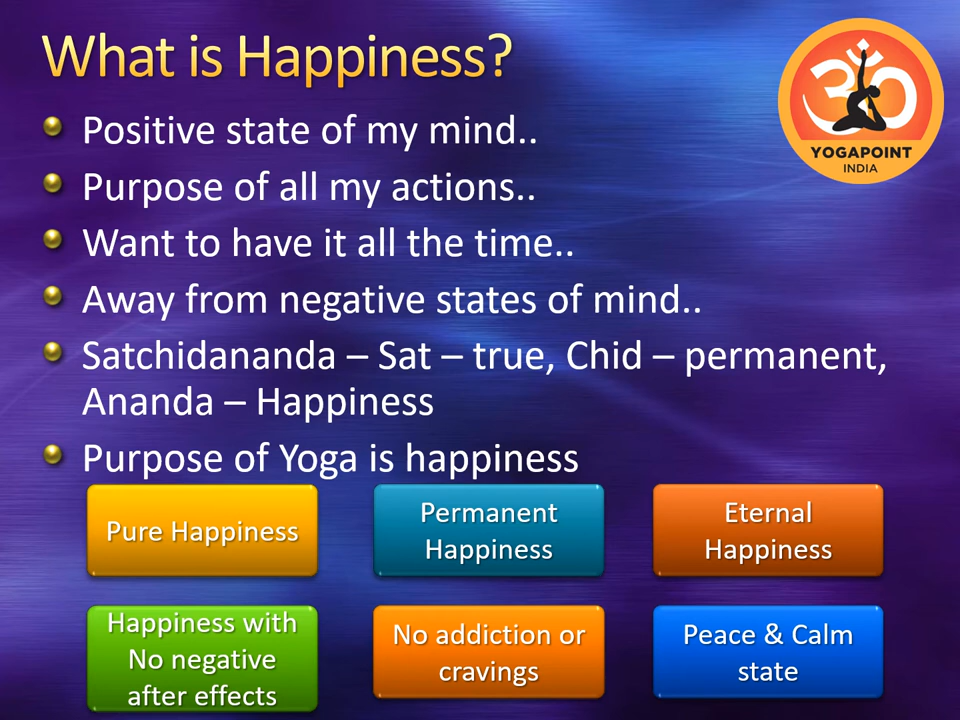 What is Happiness?
YOGAPOINT
INDIA
Positive state of my mind..
Purpose of all my actions..
Want to have it all the time..
Away from negative states of mind..
Satchidananda – Sat – true, Chid – permanent,
Ananda – Happiness
Purpose of Yoga is happiness
Pure Happiness
Permanent
Happiness
Eternal
Happiness
Happiness with
No negative
after effects
No addiction or
cravings
Peace & Calm
state